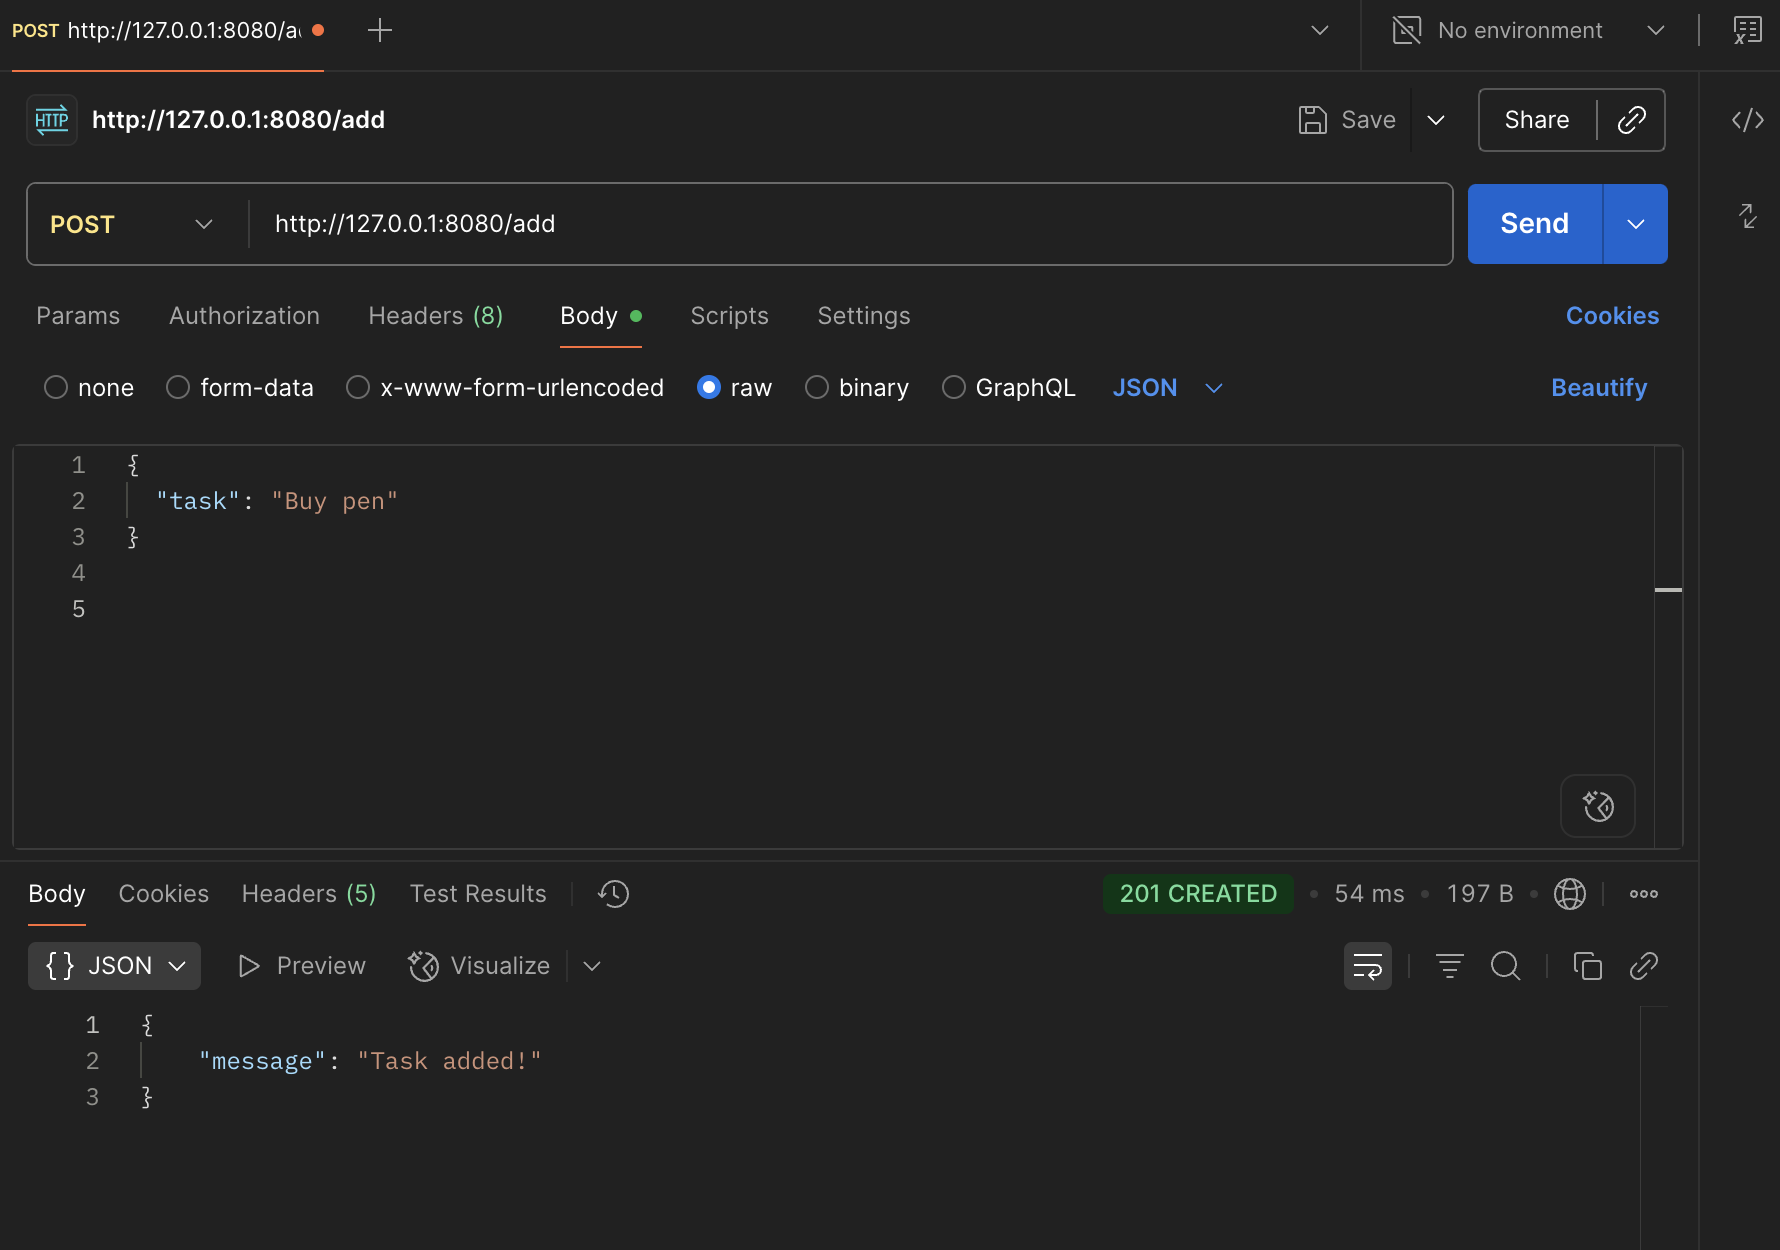 POST http://127.0.0.1:8080/a
No environment
HTTP http://127.0.0.1:8080/add
Save
Share
POST
http://127.0.0.1:8080/add
Send
Params Authorization Headers (8) Body Scripts Settings Cookies
none form-data x-www-form-urlencoded raw binary GraphQL JSON Beautify
1 {
2 "task": "Buy pen"
3 }
4
5
Body Cookies Headers (5) Test Results 201 CREATED 54 ms 197 B
{} JSON Preview Visualize
1 {
2 "message": "Task added!"
3 }